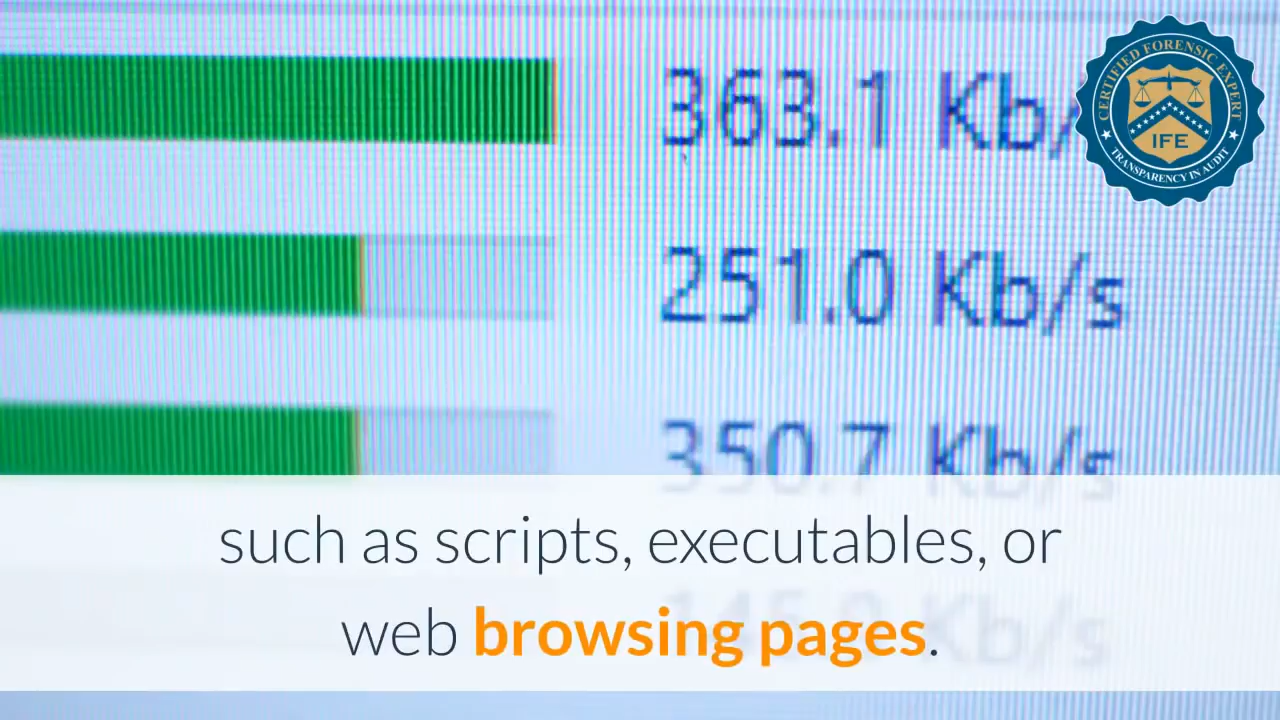 363.1 Kb/
CERTIFIED FORENSIC EXPERT
IFE
TRANSPARENCY IN AUDIT
251.0 Kb/s
350.7 Kb/s
such as scripts, executables, or
web browsing pages.